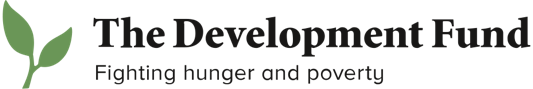 The Development Fund
Fighting hunger and poverty